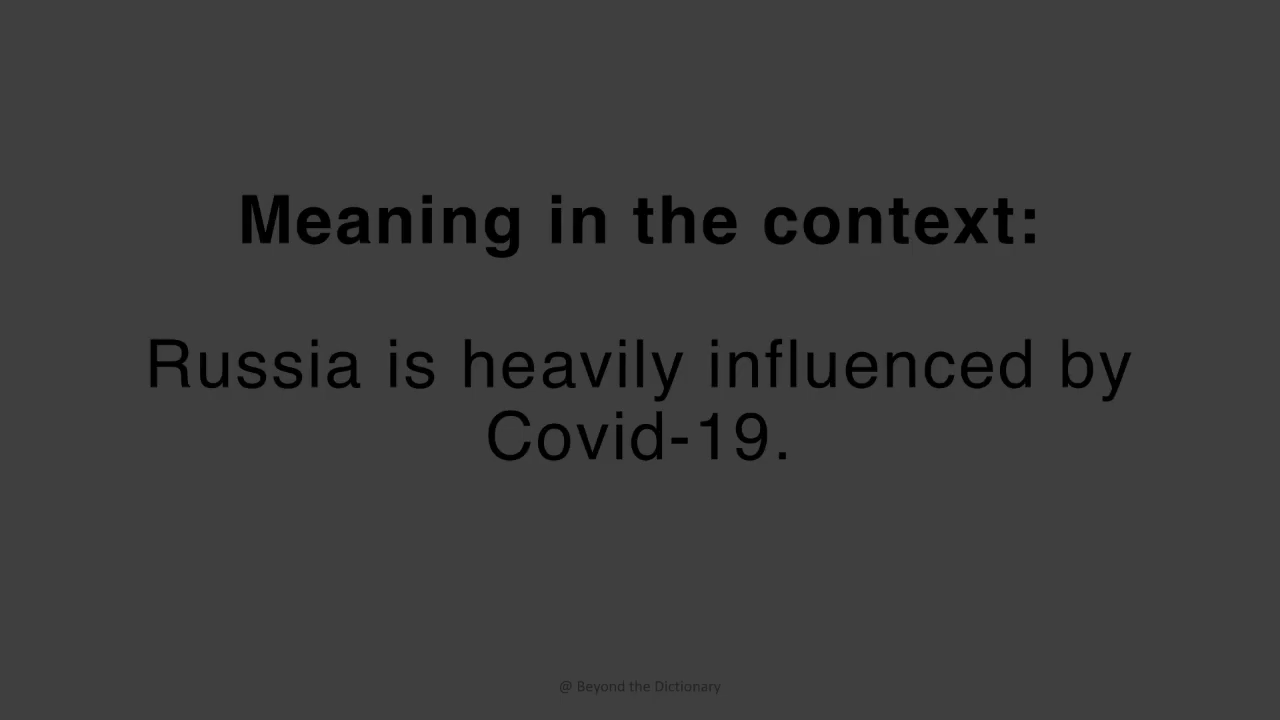 Meaning in the context:
Russia is heavily influenced by
Covid-19.
@ Beyond the Dictionary